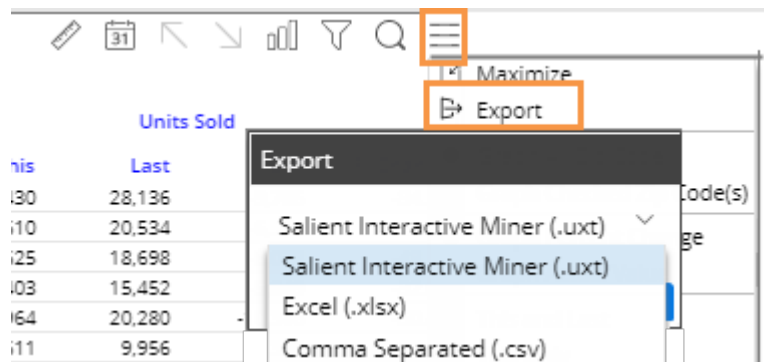 31
Maximize
Export
Units Sold
Last
Export
28,136
Code(s)
Salient Interactive Miner (.uxt)
20,534
18,698
Salient Interactive Miner (.uxt)
15,452
Excel (.xlsx)
20,280 -
9,956
Comma Separated (.csv)